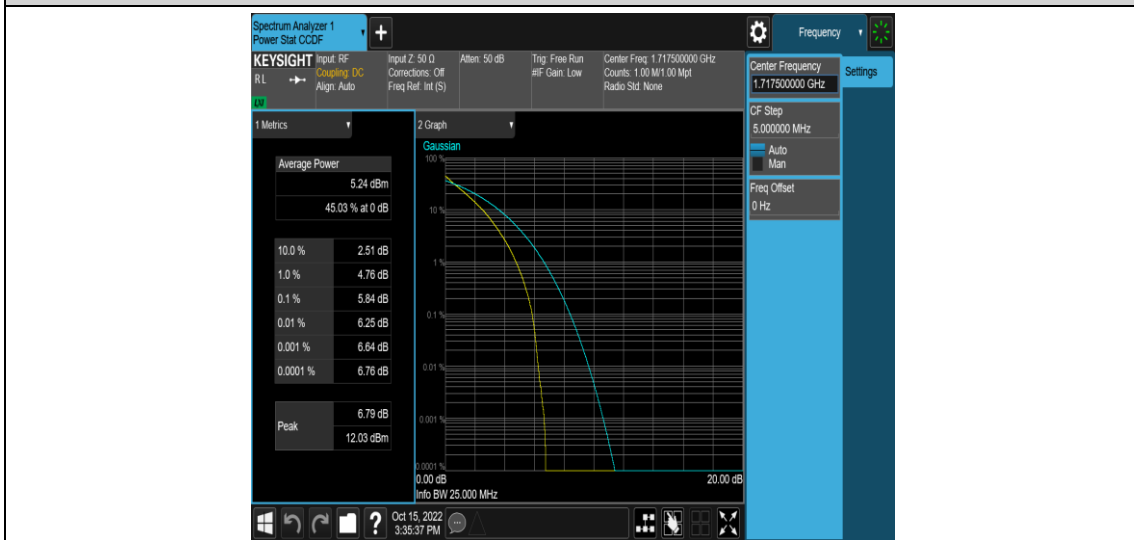 Spectrum Analyzer 1
Power Stat CCDF
+
Frequency
KEYSIGHT
RL
Input: RF
Coupling: DC
Align: Auto
Input Z: 50 Ω
Corrections: Off
Freq Ref: Int (S)
Atten: 50 dB
Trig: Free Run
#IF Gain: Low
Center Freq: 1.717500000 GHz
Counts: 1.00 M/1.00 Mpt
Radio Std: None
Center Frequency
1.717500000 GHz
Settings
CF Step
5.000000 MHz
Auto
Man
Freq Offset
0 Hz
1 Metrics
Average Power
5.24 dBm
45.03 % at 0 dB
10.0 % 2.51 dB
1.0 % 4.76 dB
0.1 % 5.84 dB
0.01 % 6.25 dB
0.001 % 6.64 dB
0.0001 % 6.76 dB
Peak 6.79 dB
12.03 dBm
2 Graph
Gaussian
100 %
10 %
1 %
0.1 %
0.01 %
0.001 %
0.0001 %
0.00 dB 20.00 dB
Info BW 25.000 MHz
?
Oct 15, 2022
3:35:37 PM